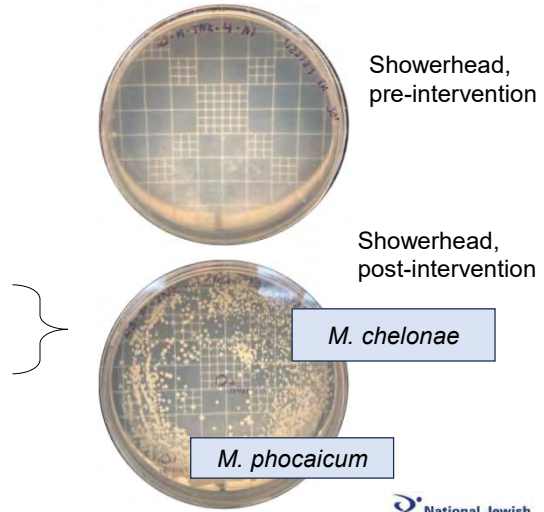 Showerhead,
pre-intervention
Showerhead,
post-intervention
M. chelonae
M. phocaicum
National Jewish